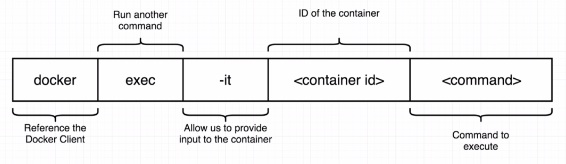 Run another
command
ID of the container
docker
exec
-it
<container id>
<command>
Reference the
Docker Client
Allow us to provide
input to the container
Command to
execute